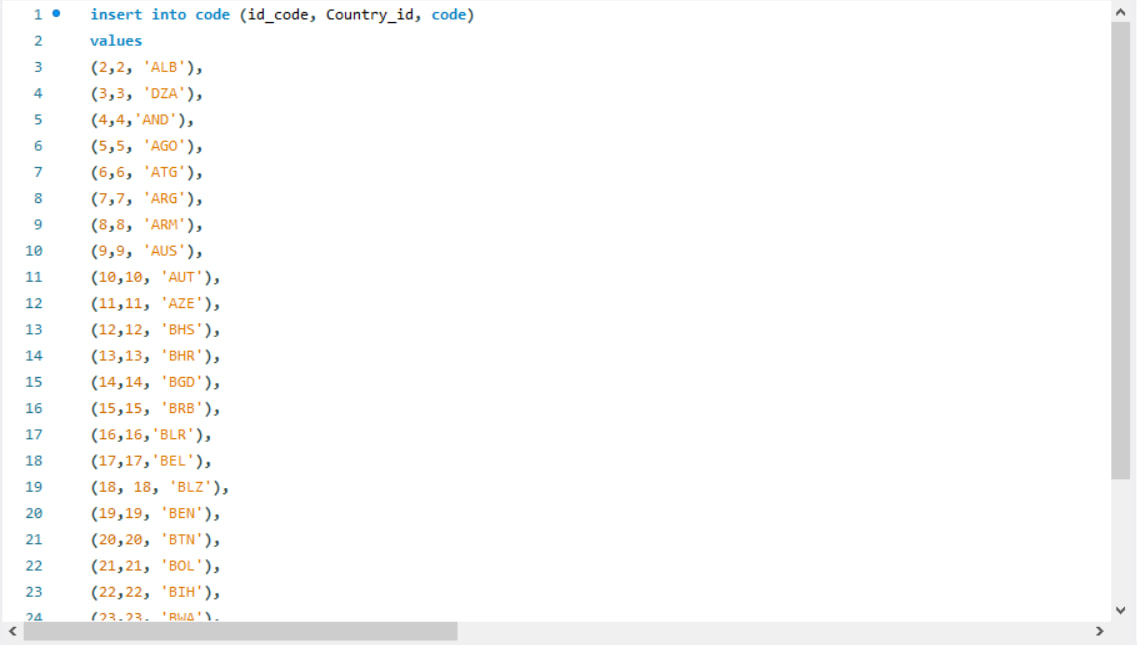 1 insert into code (id_code, Country_id, code)
2 values
3 (2,2, 'ALB'),
4 (3,3, 'DZA'),
5 (4,4,'AND'),
6 (5,5, 'AGO'),
7 (6,6, 'ATG'),
8 (7,7, 'ARG'),
9 (8,8, 'ARM'),
10 (9,9, 'AUS'),
11 (10,10, 'AUT'),
12 (11,11, 'AZE'),
13 (12,12, 'BHS'),
14 (13,13, 'BHR'),
15 (14,14, 'BGD'),
16 (15,15, 'BRB'),
17 (16,16,'BLR'),
18 (17,17,'BEL'),
19 (18, 18, 'BLZ'),
20 (19,19, 'BEN'),
21 (20,20, 'BTN'),
22 (21,21, 'BOL'),
23 (22,22, 'BIH'),
24 (23,23, 'BWA'),